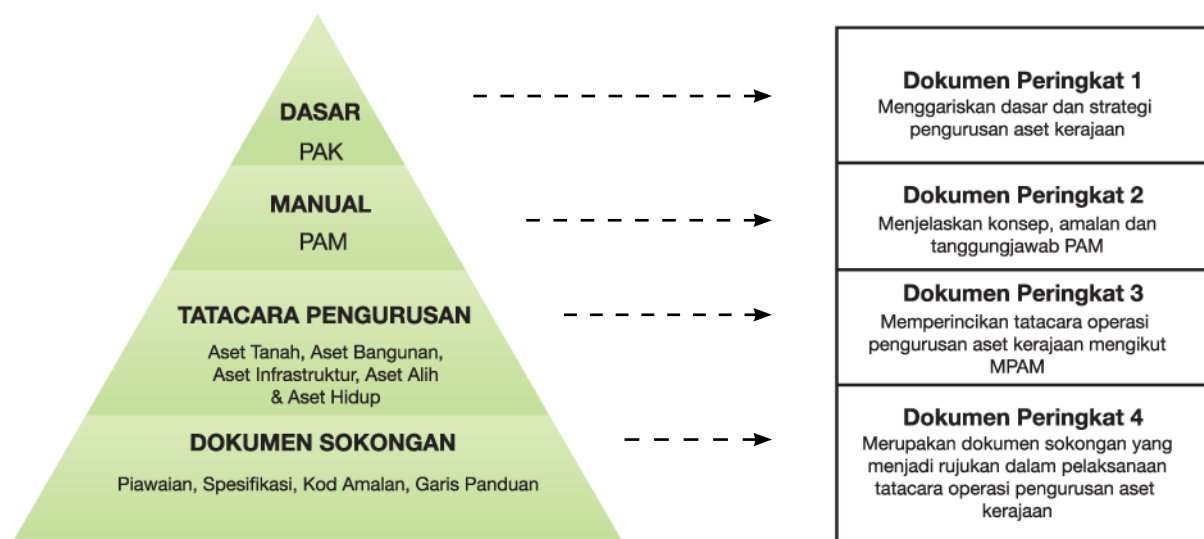 DASAR
PAK
MANUAL
PAM
TATACARA PENGURUSAN
Aset Tanah, Aset Bangunan,
Aset Infrastruktur, Aset Alih
& Aset Hidup
DOKUMEN SOKONGAN
Piawaian, Spesifikasi, Kod Amalan, Garis Panduan
Dokumen Peringkat 1
Menggariskan dasar dan strategi
pengurusan aset kerajaan
Dokumen Peringkat 2
Menjelaskan konsep, amalan dan
tanggungjawab PAM
Dokumen Peringkat 3
Memperincikan tatacara operasi
pengurusan aset kerajaan mengikut
MPAM
Dokumen Peringkat 4
Merupakan dokumen sokongan yang
menjadi rujukan dalam pelaksanaan
tatacara operasi pengurusan aset
kerajaan